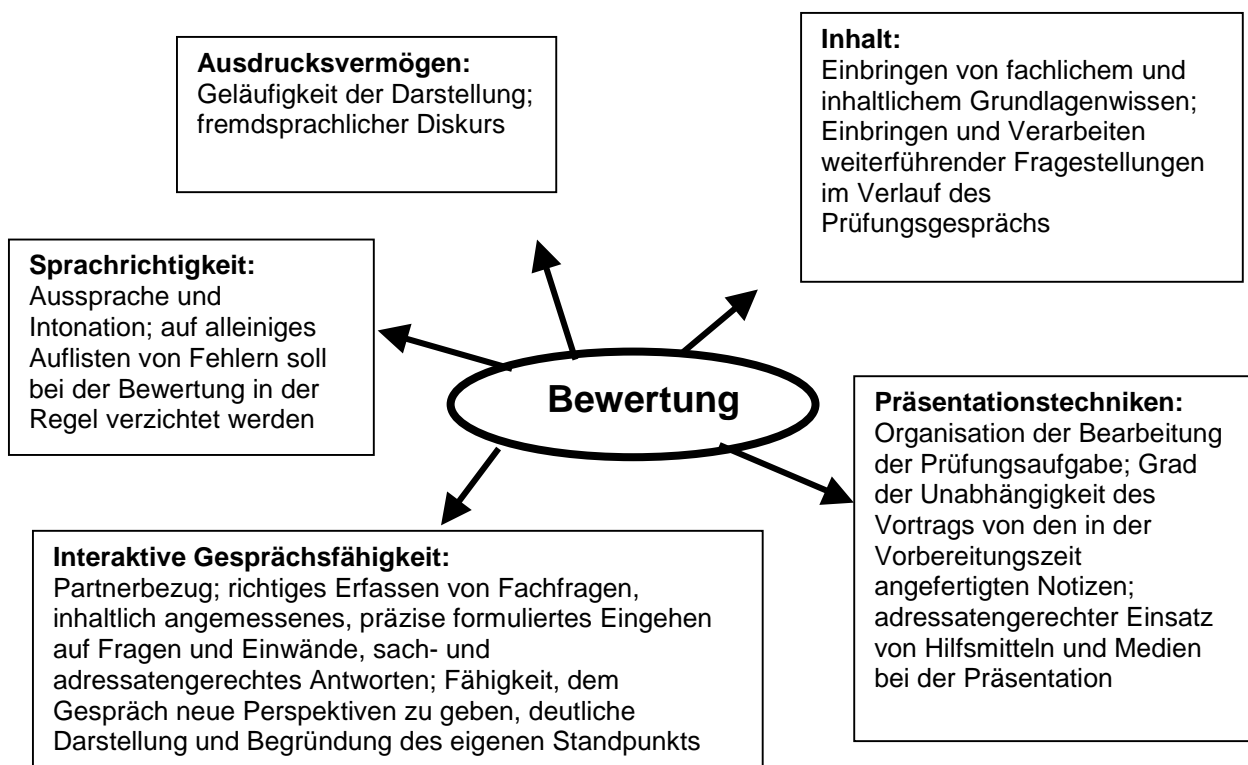 Ausdrucksvermögen:
Geläufigkeit der Darstellung;
fremdsprachlicher Diskurs
Inhalt:
Einbringen von fachlichem und
inhaltlichem Grundlagenwissen;
Einbringen und Verarbeiten
weiterführender Fragestellungen
im Verlauf des
Prüfungsgesprächs
Sprachrichtigkeit:
Aussprache und
Intonation; auf alleiniges
Auflisten von Fehlern soll
bei der Bewertung in der
Regel verzichtet werden
Bewertung
Präsentationstechniken:
Organisation der Bearbeitung
der Prüfungsaufgabe; Grad
der Unabhängigkeit des
Vortrags von den in der
Vorbereitungszeit
angefertigten Notizen;
adressatengerechter Einsatz
von Hilfsmitteln und Medien
bei der Präsentation
Interaktive Gesprächsfähigkeit:
Partnerbezug; richtiges Erfassen von Fachfragen,
inhaltlich angemessenes, präzise formuliertes Eingehen
auf Fragen und Einwände, sach- und
adressatengerechtes Antworten; Fähigkeit, dem
Gespräch neue Perspektiven zu geben, deutliche
Darstellung und Begründung des eigenen Standpunkts